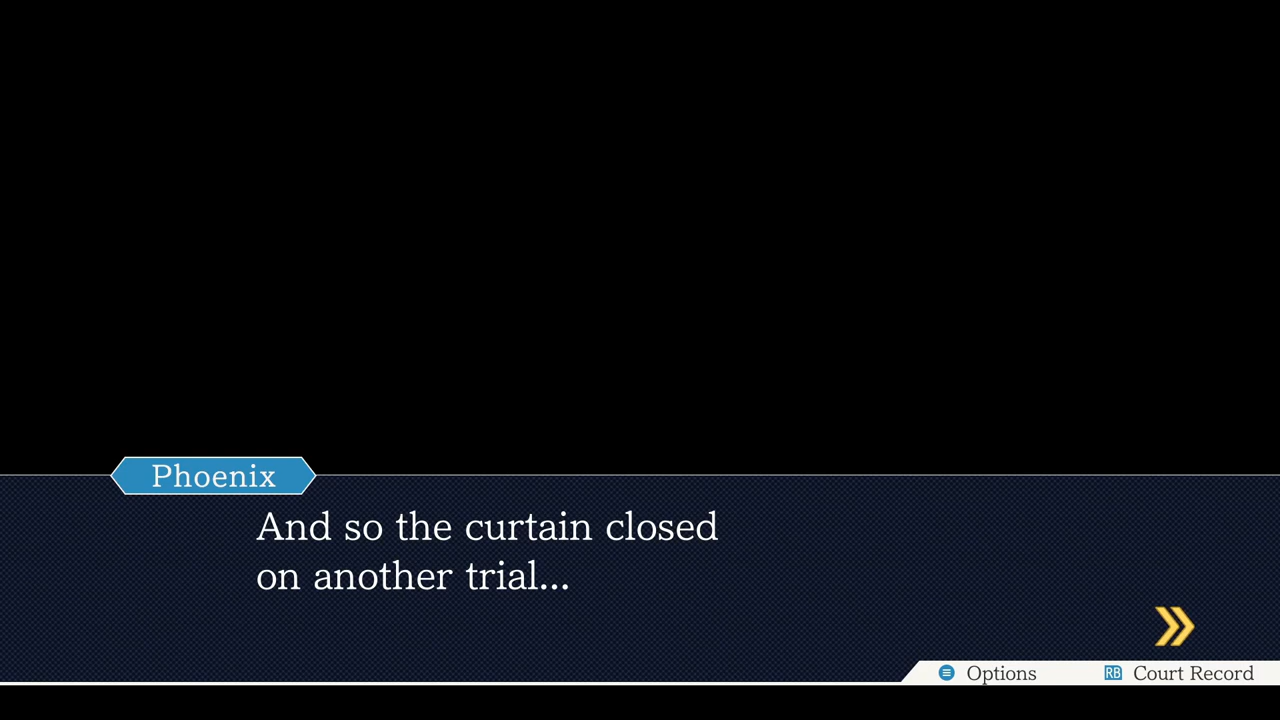 Phoenix
And so the curtain closed
on another trial...
Options
RB Court Record